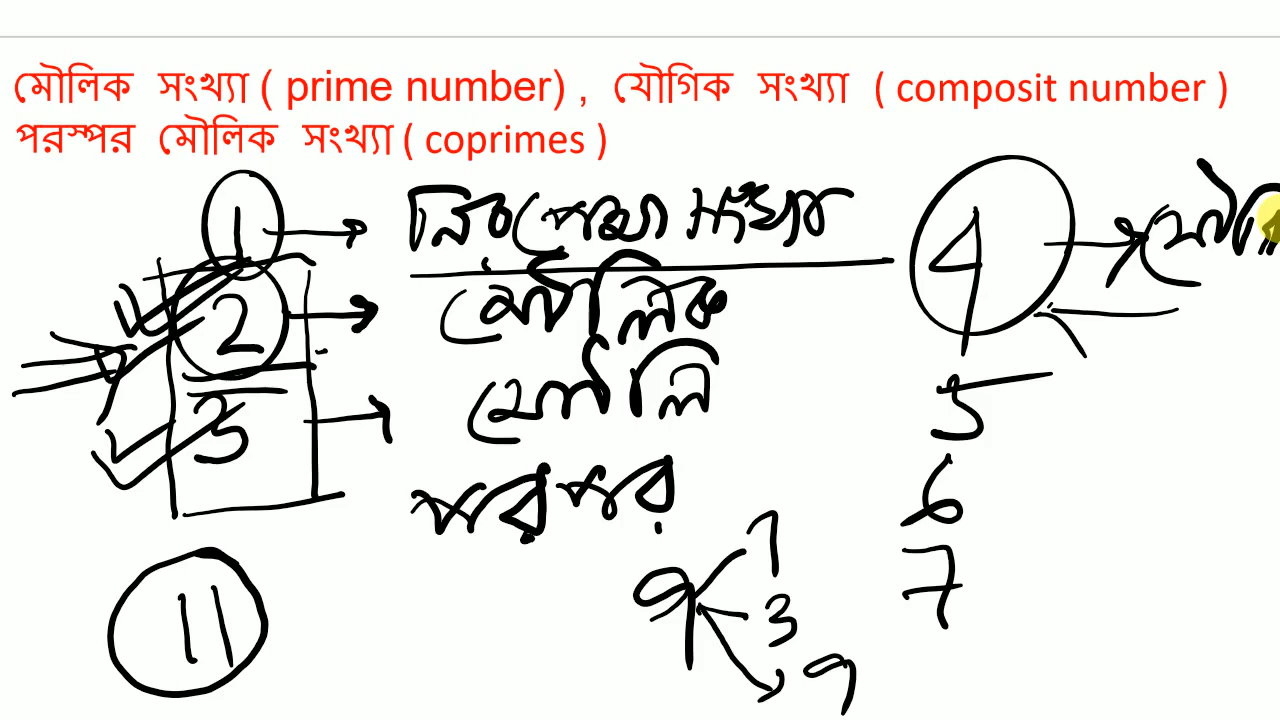 মৌলিক সংখ্যা ( prime number) , যৌগিক সংখ্যা ( composit number )
পরস্পর মৌলিক সংখ্যা ( coprimes )
1 নিরপেক্ষ সংখ্যা
2 মৌলিক
3 মৌলি
পরস্পর
11
9 1
3
9
4 যৌগি
5
6
7